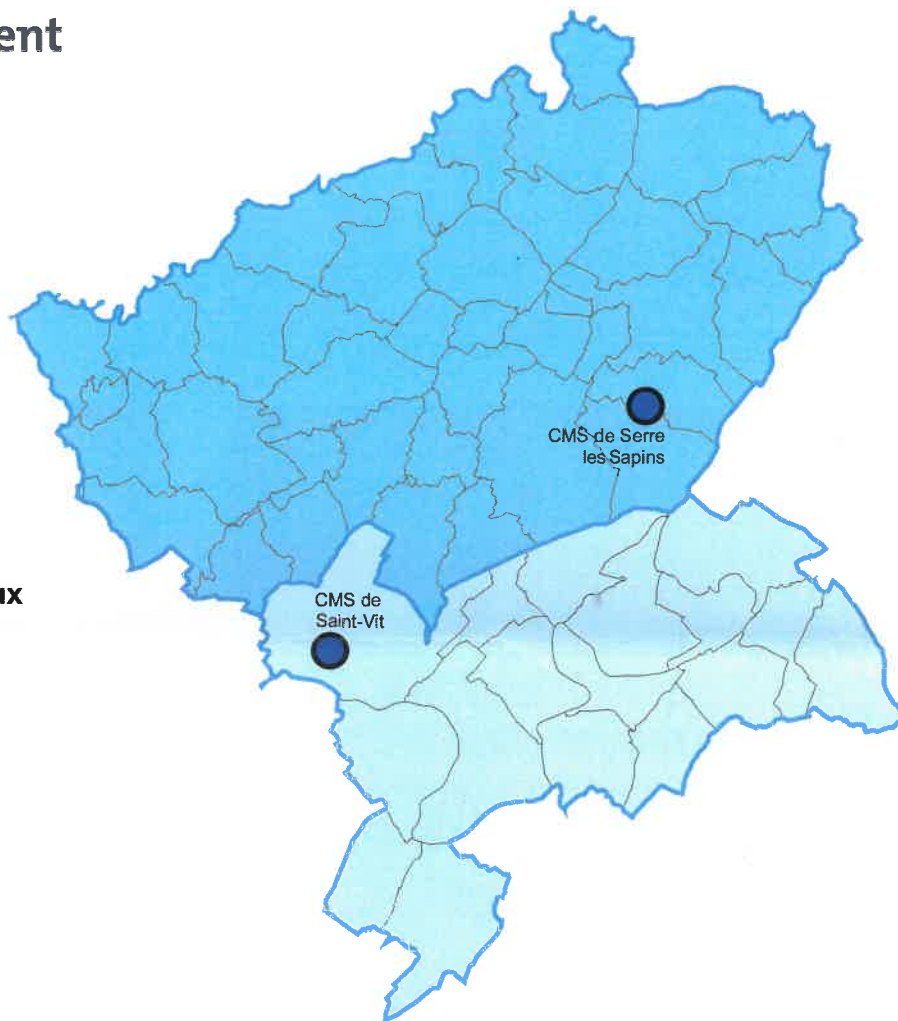 ent
CMS de Serre
les Sapins
ux
CMS de
Saint-Vit